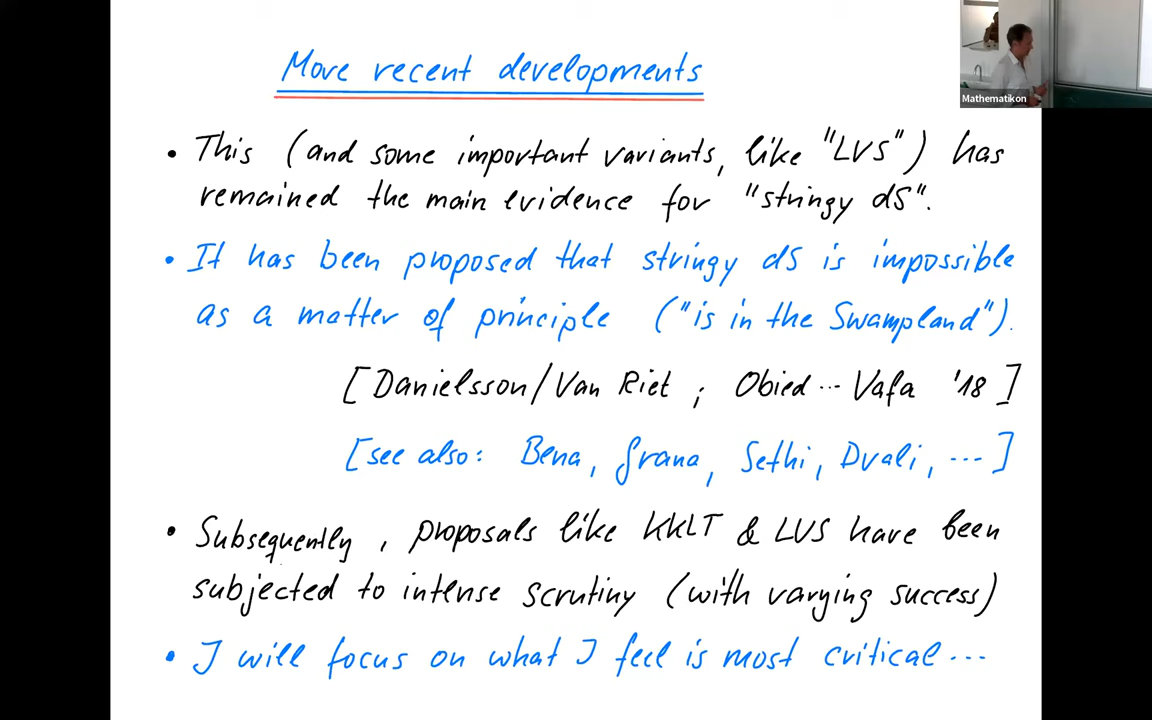 More recent developments
Mathematikon
• This (and some important variants, like "LVS") has
remained the main evidence for "stringy dS".
• It has been proposed that stringy dS is impossible
as a matter of principle ("is in the Swampland").
[Danielsson/Van Riet ; Obied ... Vafa '18]
[see also: Bena, Grana, Sethi, Dvali, ...]
• Subsequently, proposals like KKLT & LVS have been
subjected to intense scrutiny (with varying success)
• I will focus on what I feel is most critical ...